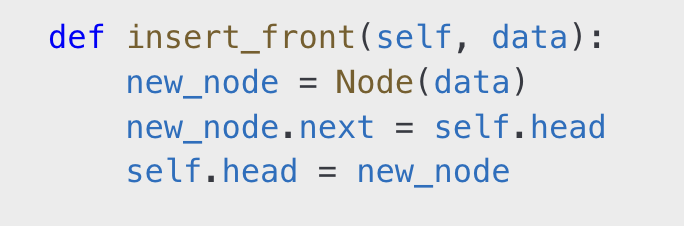 def insert_front(self, data):
    new_node = Node(data)
    new_node.next = self.head
    self.head = new_node